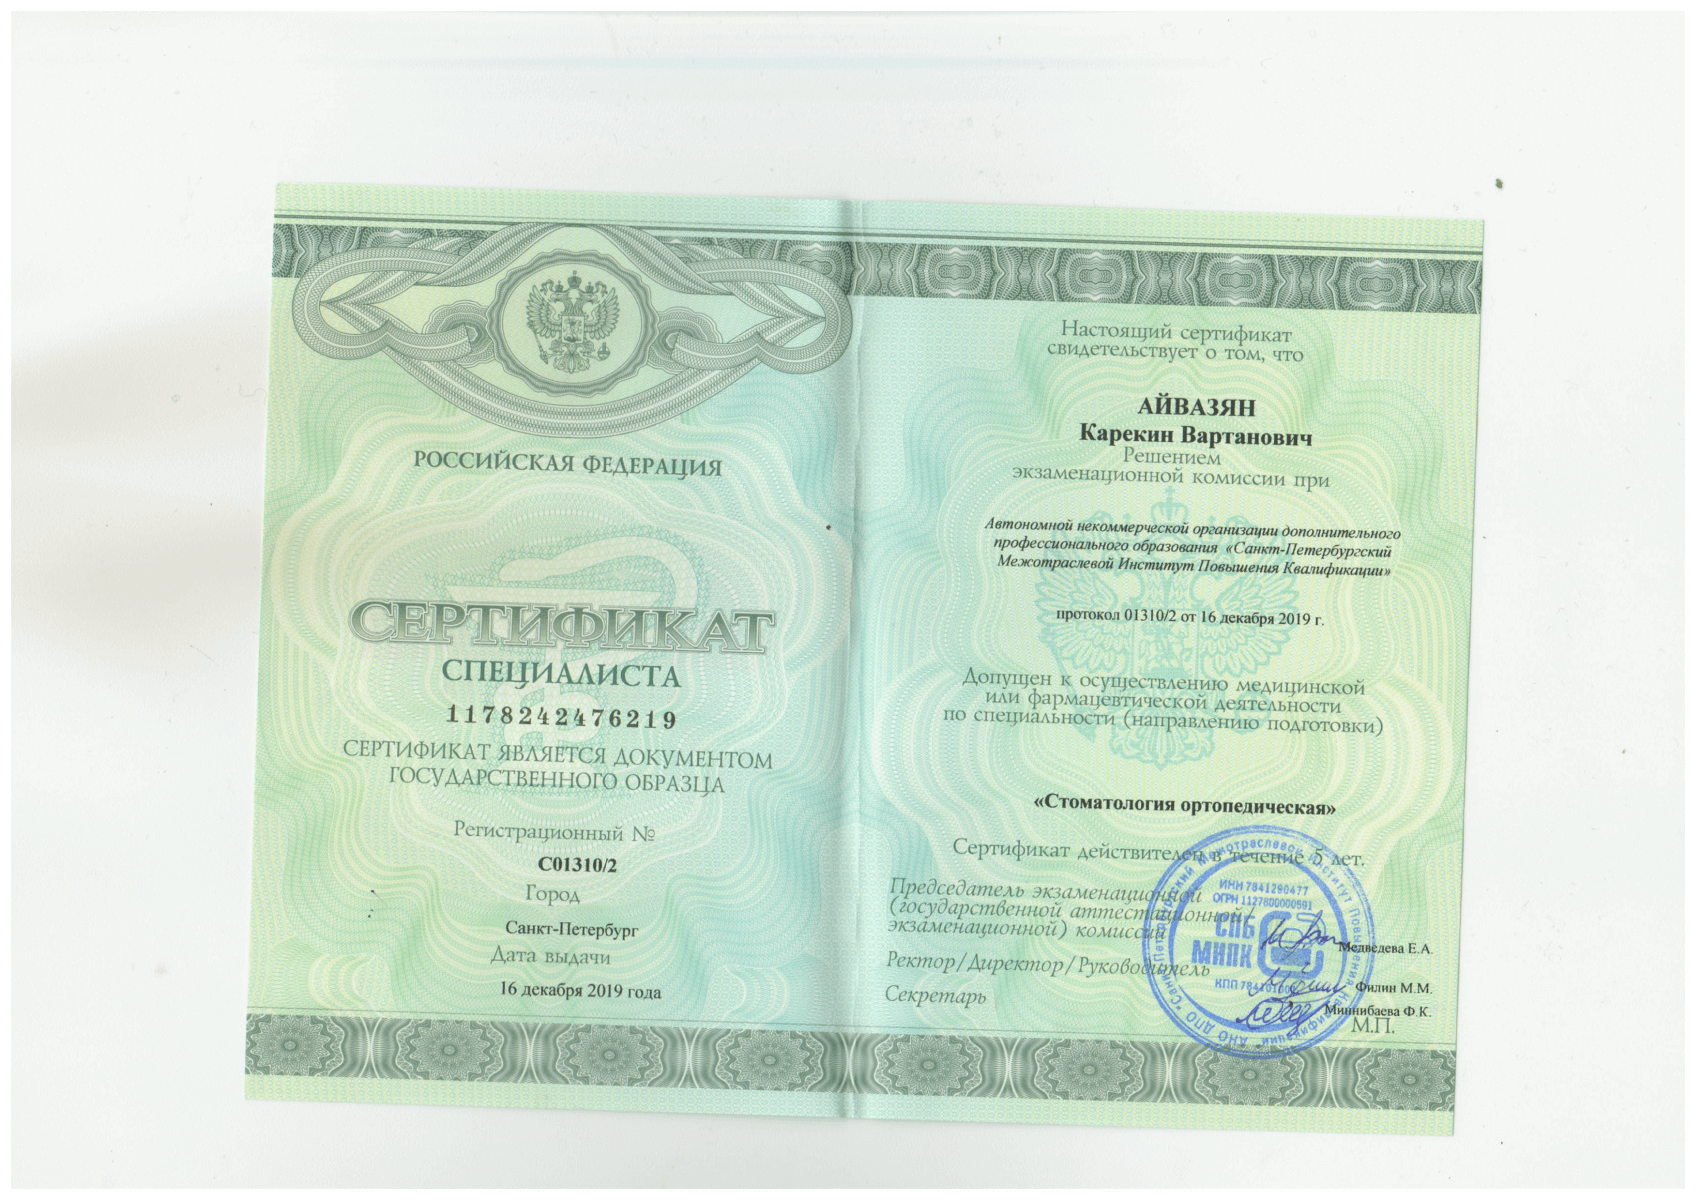 РОССИЙСКАЯ ФЕДЕРАЦИЯ
СЕРТИФИКАТ
СПЕЦИАЛИСТА
1178242476219
СЕРТИФИКАТ ЯВЛЯЕТСЯ ДОКУМЕНТОМ
ГОСУДАРСТВЕННОГО ОБРАЗЦА
Регистрационный №
С01310/2
Город
Санкт-Петербург
Дата выдачи
16 декабря 2019 года
Настоящий сертификат
свидетельствует о том, что
АЙВАЗЯН
Карекин Вартанович
Решением
экзаменационной комиссии при
Автономной некоммерческой организации дополнительного
профессионального образования «Санкт-Петербургский
Межотраслевой Институт Повышения Квалификации»
протокол 01310/2 от 16 декабря 2019 г.
Допущен к осуществлению медицинской
или фармацевтической деятельности
по специальности (направлению подготовки)
«Стоматология ортопедическая»
Сертификат действителен в течение 5 лет.
Председатель экзаменационной
(государственной аттестационной/
экзаменационной) комиссии
Медведева Е.А.
Ректор/Директор/Руководитель
Филин М.М.
Секретарь
Миннибаева Ф.К.
М.П.
АНО ДПО "Санкт-Петербургский Межотраслевой Институт Повышения Квалификации"
ИНН 7841290477
ОГРН 1127800000591
СПБ
МИПК
КПП